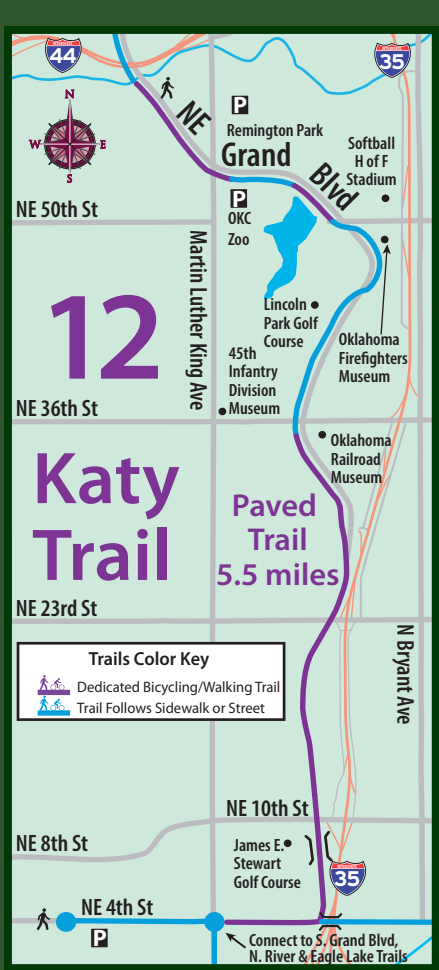 INTERSTATE
44
INTERSTATE
35
N
W E
S
P
Remington Park
NE
Grand
Blvd
Softball
H of F
Stadium
P
OKC
Zoo
NE 50th St
Martin Luther King Ave
12
Lincoln
Park Golf
Course
Oklahoma
Firefighters
Museum
45th
Infantry
Division
Museum
NE 36th St
Oklahoma
Railroad
Museum
Katy
Trail
Paved
Trail
5.5 miles
NE 23rd St
N Bryant Ave
Trails Color Key
Dedicated Bicycling/Walking Trail
Trail Follows Sidewalk or Street
NE 10th St
NE 8th St
James E.
Stewart
Golf Course
INTERSTATE
35
NE 4th St
P
Connect to S. Grand Blvd,
N. River & Eagle Lake Trails